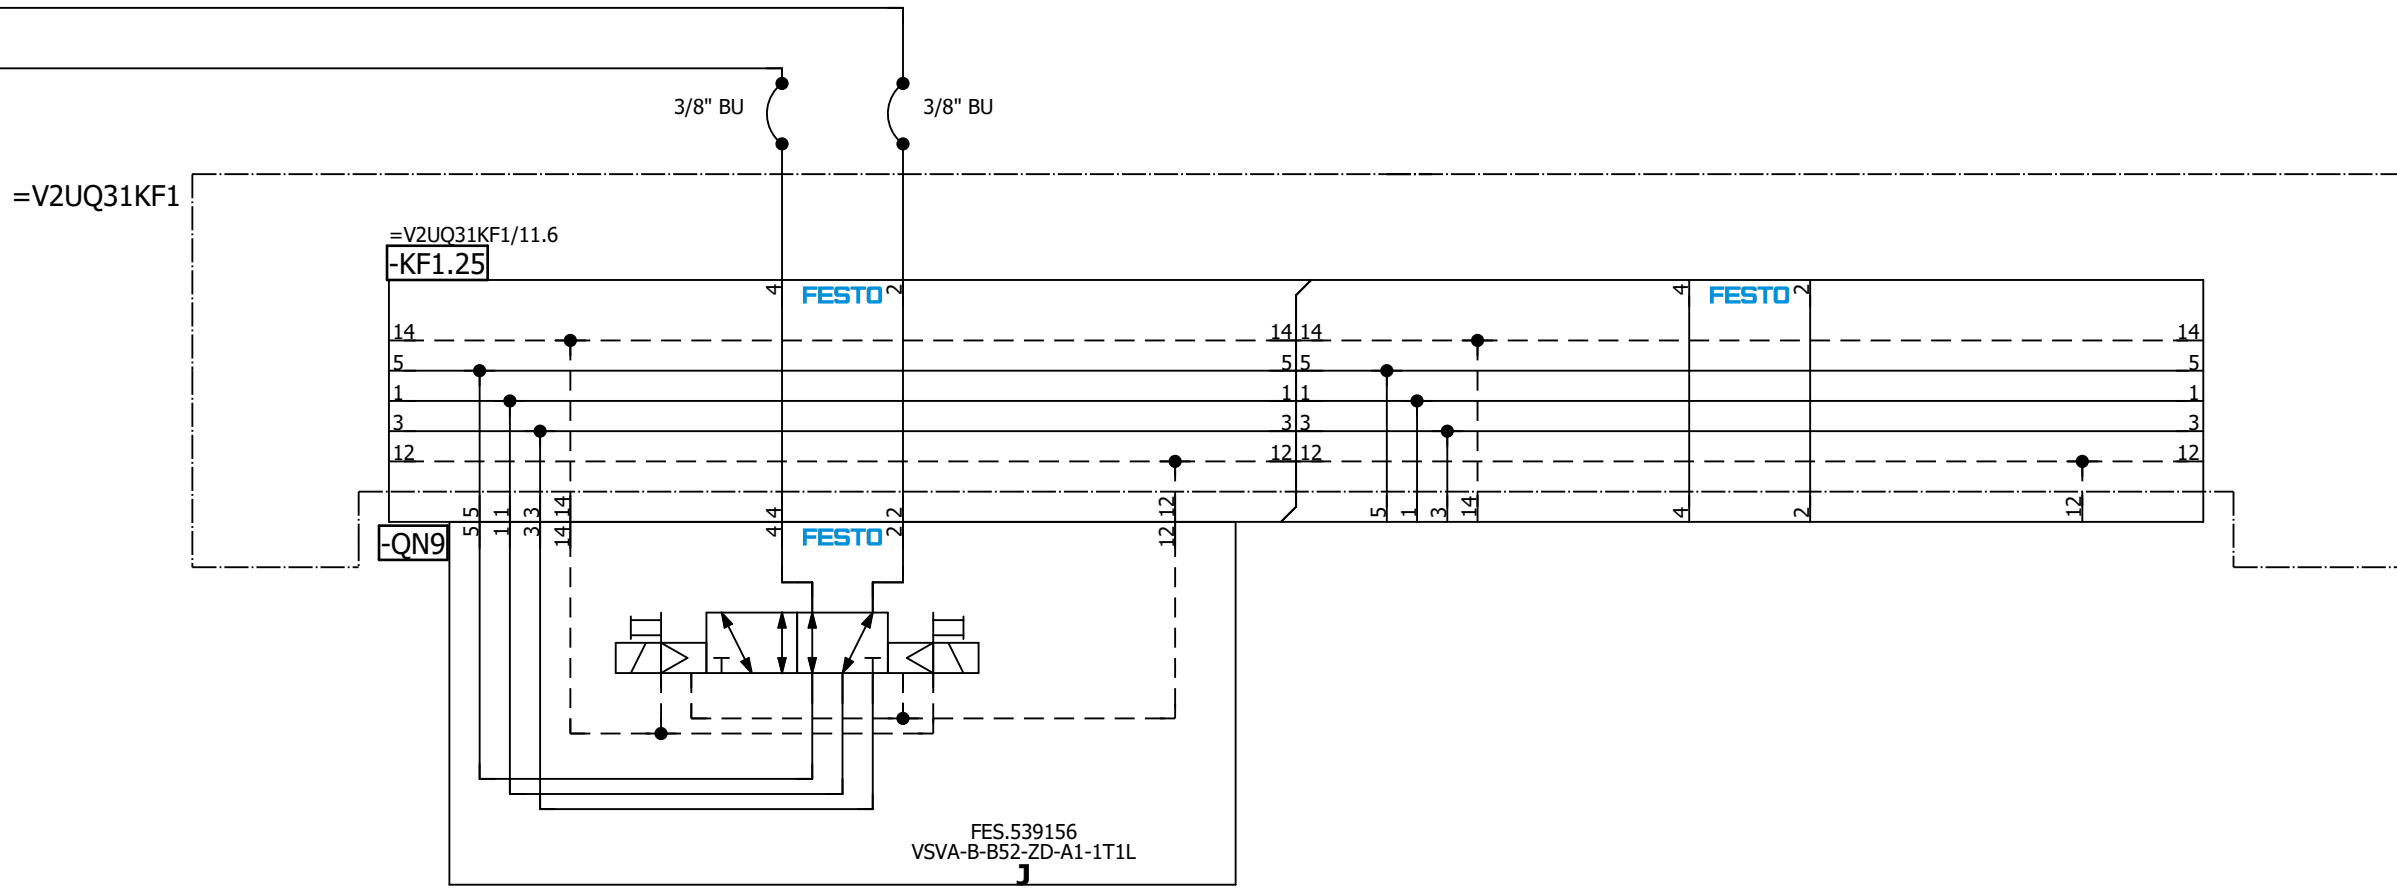 3/8" BU
3/8" BU
=V2UQ31KF1
=V2UQ31KF1/11.6
-KF1.25
4 FESTO 2
4 FESTO 2
14 14 14 14
5 5 5 5
1 1 1 1
3 3 3 3
12 12 12 12
5 1 3 14 4 2 12
5 1 3 14 4 2 12
-QN9
5 1 3 14 4 FESTO 2 12
FES.539156
VSVA-B-B52-ZD-A1-1T1L
J